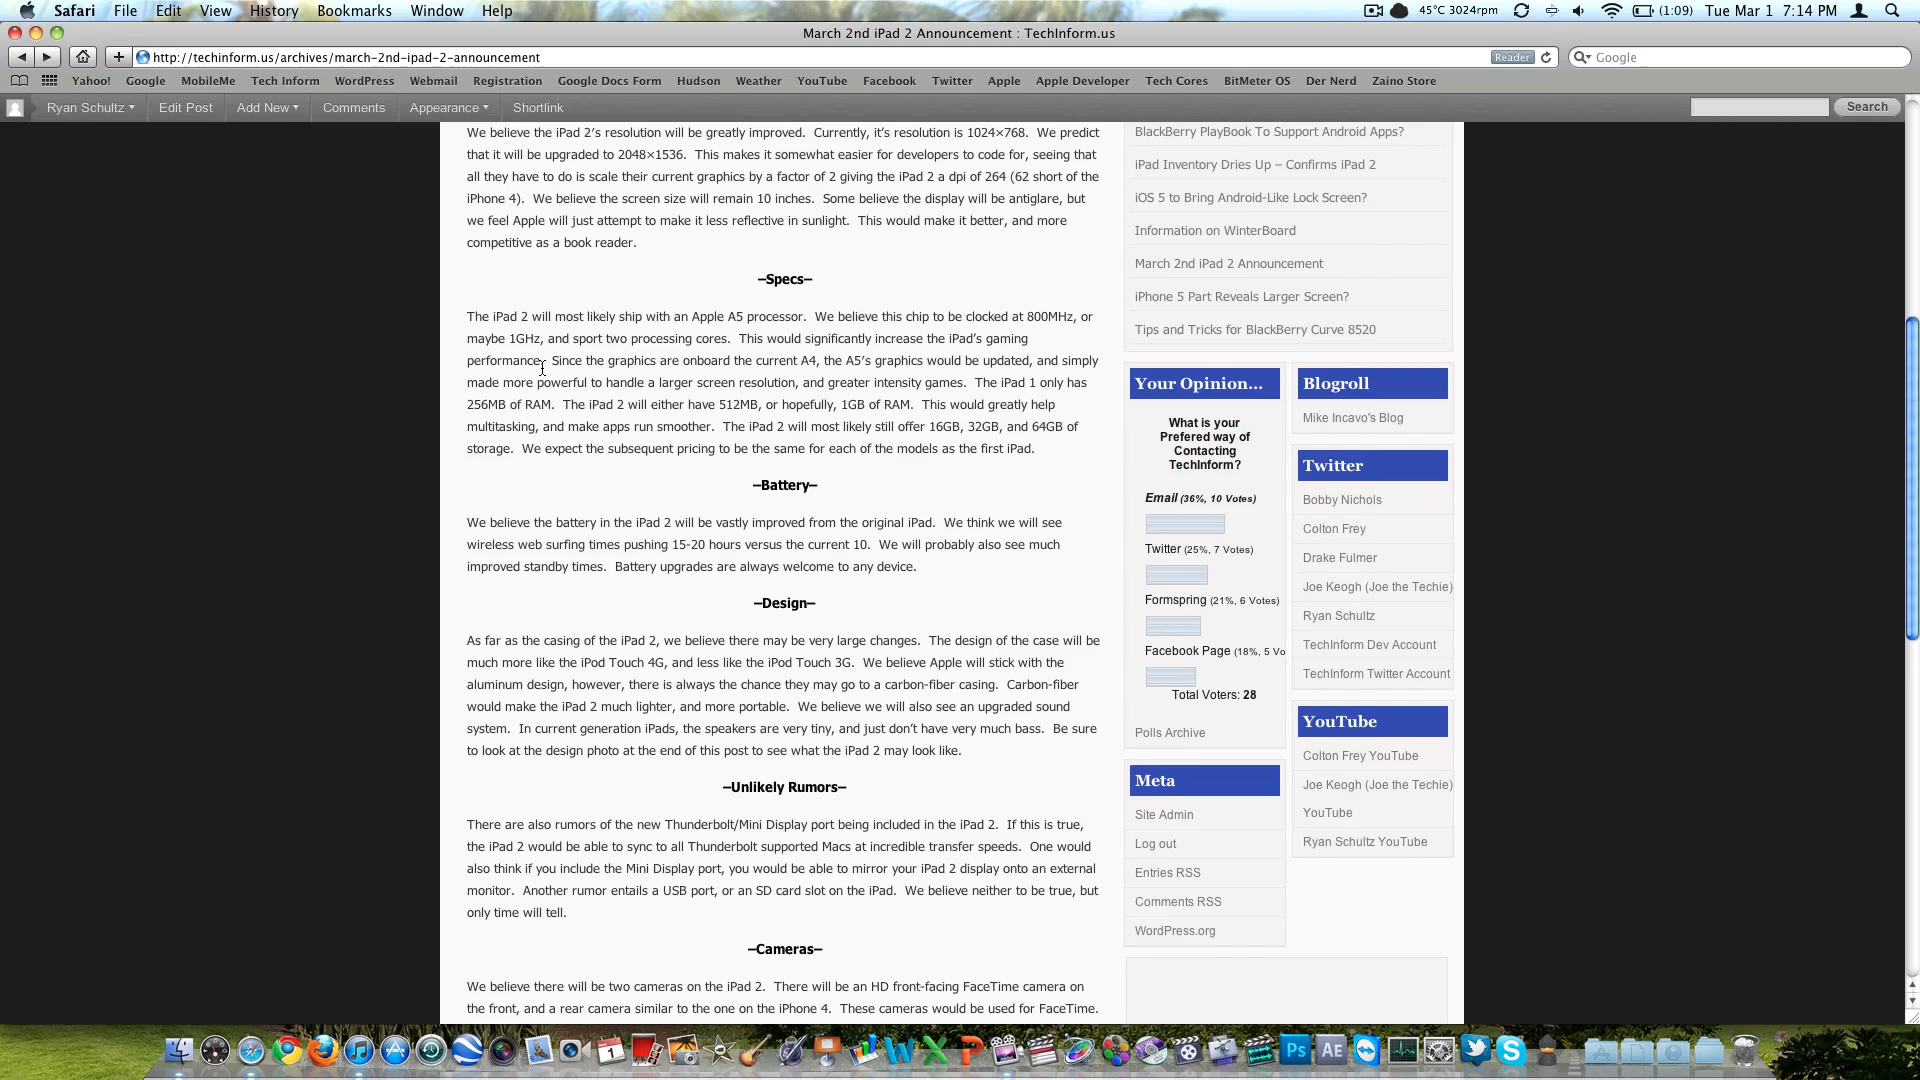 Safari File Edit View History Bookmarks Window Help 45°C 3024rpm (1:09) Tue Mar 1 7:14 PM
March 2nd iPad 2 Announcement : TechInform.us
http://techinform.us/archives/march-2nd-ipad-2-announcement Reader Google
Yahoo! Google MobileMe Tech Inform WordPress Webmail Registration Google Docs Form Hudson Weather YouTube Facebook Twitter Apple Apple Developer Tech Cores BitMeter OS Der Nerd Zaino Store
Ryan Schultz Edit Post Add New Comments Appearance Shortlink Search
We believe the iPad 2's resolution will be greatly improved. Currently, it's resolution is 1024×768. We predict
that it will be upgraded to 2048×1536. This makes it somewhat easier for developers to code for, seeing that
all they have to do is scale their current graphics by a factor of 2 giving the iPad 2 a dpi of 264 (62 short of the
iPhone 4). We believe the screen size will remain 10 inches. Some believe the display will be antiglare, but
we feel Apple will just attempt to make it less reflective in sunlight. This would make it better, and more
competitive as a book reader.
–Specs–
The iPad 2 will most likely ship with an Apple A5 processor. We believe this chip to be clocked at 800MHz, or
maybe 1GHz, and sport two processing cores. This would significantly increase the iPad's gaming
performance. Since the graphics are onboard the current A4, the A5's graphics would be updated, and simply
made more powerful to handle a larger screen resolution, and greater intensity games. The iPad 1 only has
256MB of RAM. The iPad 2 will either have 512MB, or hopefully, 1GB of RAM. This would greatly help
multitasking, and make apps run smoother. The iPad 2 will most likely still offer 16GB, 32GB, and 64GB of
storage. We expect the subsequent pricing to be the same for each of the models as the first iPad.
–Battery–
We believe the battery in the iPad 2 will be vastly improved from the original iPad. We think we will see
wireless web surfing times pushing 15-20 hours versus the current 10. We will probably also see much
improved standby times. Battery upgrades are always welcome to any device.
–Design–
As far as the casing of the iPad 2, we believe there may be very large changes. The design of the case will be
much more like the iPod Touch 4G, and less like the iPod Touch 3G. We believe Apple will stick with the
aluminum design, however, there is always the chance they may go to a carbon-fiber casing. Carbon-fiber
would make the iPad 2 much lighter, and more portable. We believe we will also see an upgraded sound
system. In current generation iPads, the speakers are very tiny, and just don't have very much bass. Be sure
to look at the design photo at the end of this post to see what the iPad 2 may look like.
–Unlikely Rumors–
There are also rumors of the new Thunderbolt/Mini Display port being included in the iPad 2. If this is true,
the iPad 2 would be able to sync to all Thunderbolt supported Macs at incredible transfer speeds. One would
also think if you include the Mini Display port, you would be able to mirror your iPad 2 display onto an external
monitor. Another rumor entails a USB port, or an SD card slot on the iPad. We believe neither to be true, but
only time will tell.
–Cameras–
We believe there will be two cameras on the iPad 2. There will be an HD front-facing FaceTime camera on
the front, and a rear camera similar to the one on the iPhone 4. These cameras would be used for FaceTime.
BlackBerry PlayBook To Support Android Apps?
iPad Inventory Dries Up – Confirms iPad 2
iOS 5 to Bring Android-Like Lock Screen?
Information on WinterBoard
March 2nd iPad 2 Announcement
iPhone 5 Part Reveals Larger Screen?
Tips and Tricks for BlackBerry Curve 8520
Your Opinion...
What is your
Prefered way of
Contacting
TechInform?
Email (36%, 10 Votes)
Twitter (25%, 7 Votes)
Formspring (21%, 6 Votes)
Facebook Page (18%, 5 Vo
Total Voters: 28
Polls Archive
Meta
Site Admin
Log out
Entries RSS
Comments RSS
WordPress.org
Blogroll
Mike Incavo's Blog
Twitter
Bobby Nichols
Colton Frey
Drake Fulmer
Joe Keogh (Joe the Techie)
Ryan Schultz
TechInform Dev Account
TechInform Twitter Account
YouTube
Colton Frey YouTube
Joe Keogh (Joe the Techie)
YouTube
Ryan Schultz YouTube
1 W X P Ps AE S